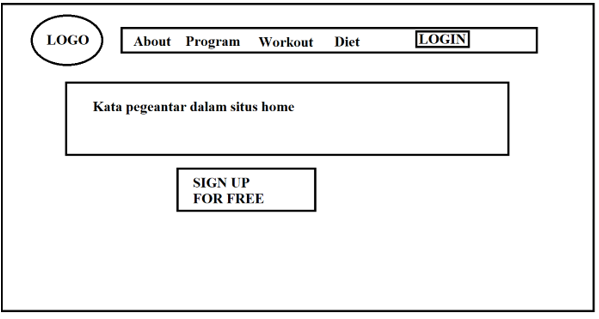 LOGO
About Program Workout Diet LOGIN
Kata pegeantar dalam situs home
SIGN UP
FOR FREE